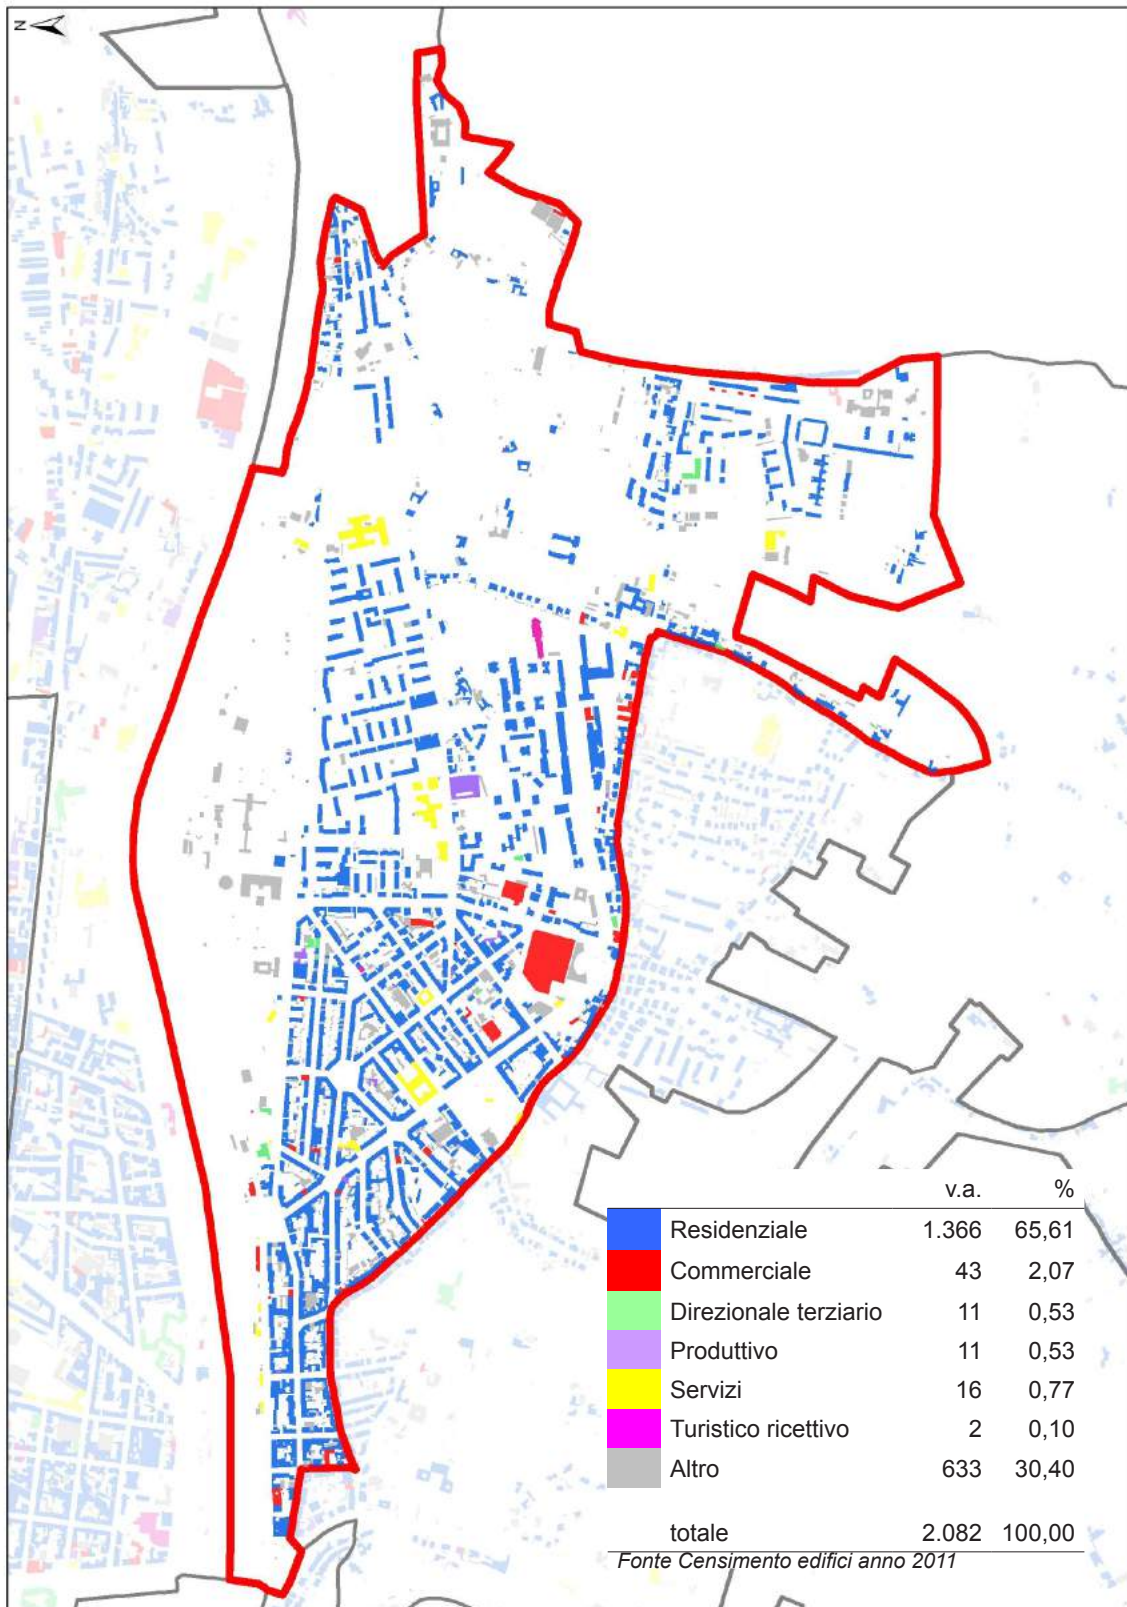 N
v.a. %
Residenziale 1.366 65,61
Commerciale 43 2,07
Direzionale terziario 11 0,53
Produttivo 11 0,53
Servizi 16 0,77
Turistico ricettivo 2 0,10
Altro 633 30,40
totale 2.082 100,00
Fonte Censimento edifici anno 2011